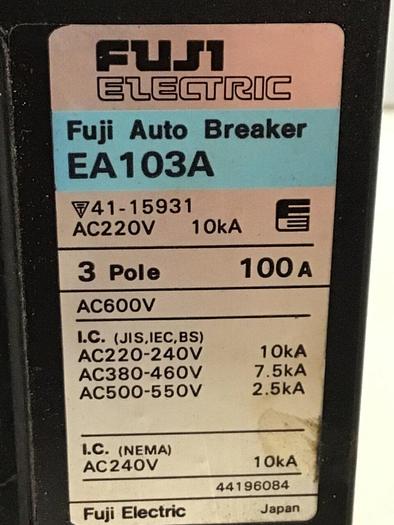 FUJI
ELECTRIC
Fuji Auto Breaker
EA103A
41-15931
AC220V 10kA
3 Pole 100A
AC600V
I.C. (JIS,IEC,BS)
AC220-240V 10kA
AC380-460V 7.5kA
AC500-550V 2.5kA
I.C. (NEMA)
AC240V 10kA
44196084
Fuji Electric Japan